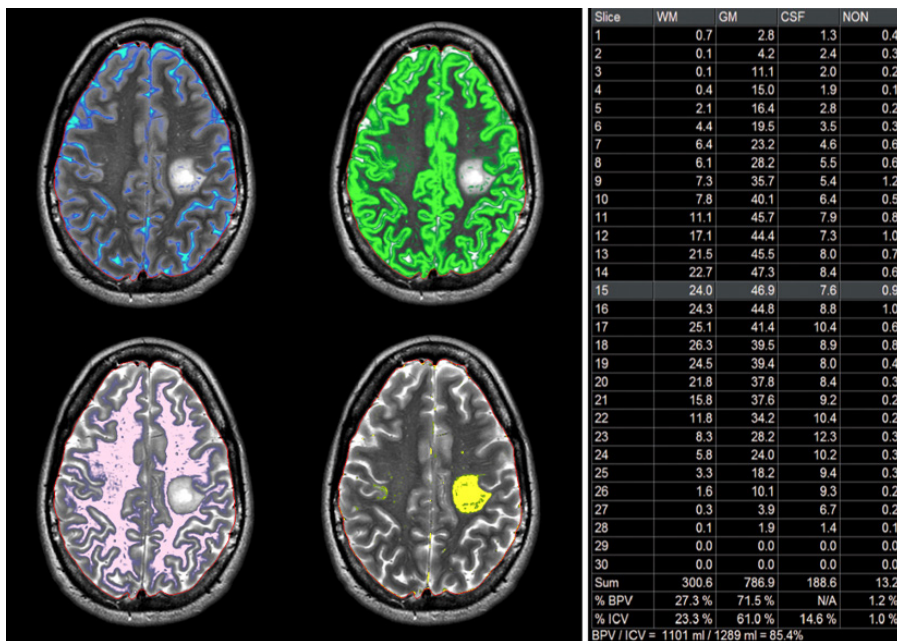 Slice WM GM CSF NON
1 0.7 2.8 1.3 0.4
2 0.1 4.2 2.4 0.3
3 0.1 11.1 2.0 0.2
4 0.4 15.0 1.9 0.1
5 2.1 16.4 2.8 0.2
6 4.4 19.5 3.5 0.3
7 6.4 23.2 4.6 0.6
8 6.1 28.2 5.5 0.6
9 7.3 35.7 5.4 1.2
10 7.8 40.1 6.4 0.5
11 11.1 45.7 7.9 0.8
12 17.1 44.4 7.3 1.0
13 21.5 45.5 8.0 0.7
14 22.7 47.3 8.4 0.6
15 24.0 46.9 7.6 0.9
16 24.3 44.8 8.8 1.0
17 25.1 41.4 10.4 0.6
18 26.3 39.5 8.9 0.8
19 24.5 39.4 8.0 0.4
20 21.8 37.8 8.4 0.3
21 15.8 37.6 9.2 0.2
22 11.8 34.2 10.4 0.2
23 8.3 28.2 12.3 0.3
24 5.8 24.0 10.2 0.3
25 3.3 18.2 9.4 0.3
26 1.6 10.1 9.3 0.2
27 0.3 3.9 6.7 0.2
28 0.1 1.9 1.4 0.1
29 0.0 0.0 0.0 0.0
30 0.0 0.0 0.0 0.0
Sum 300.6 786.9 188.6 13.2
% BPV 27.3 % 71.5 % N/A 1.2 %
% ICV 23.3 % 61.0 % 14.6 % 1.0 %
BPV / ICV = 1101 ml / 1289 ml = 85.4%